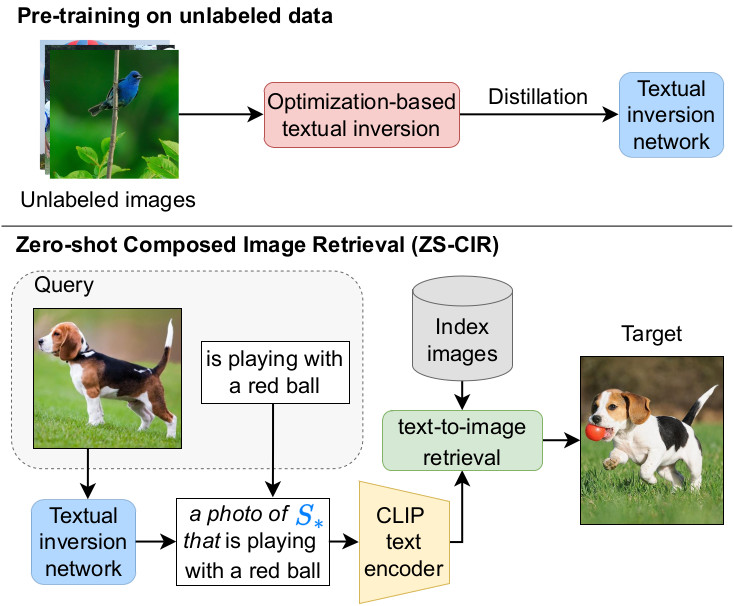 Pre-training on unlabeled data
Optimization-based
textual inversion
Distillation
Textual
inversion
network
Unlabeled images
Zero-shot Composed Image Retrieval (ZS-CIR)
Query
is playing with
a red ball
Index
images
Target
text-to-image
retrieval
Textual
inversion
network
a photo of S*
that is playing
with a red ball
CLIP
text
encoder